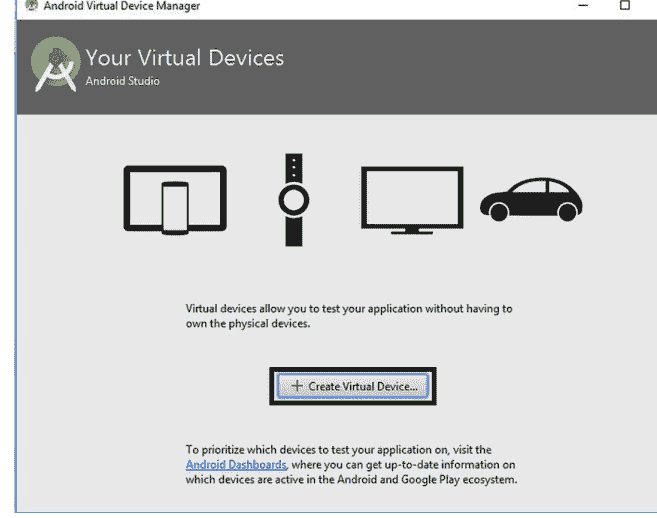 Android Virtual Device Manager
Your Virtual Devices
Android Studio
Virtual devices allow you to test your application without having to
own the physical devices.
+ Create Virtual Device...
To prioritize which devices to test your application on, visit the
Android Dashboards, where you can get up-to-date information on
which devices are active in the Android and Google Play ecosystem.